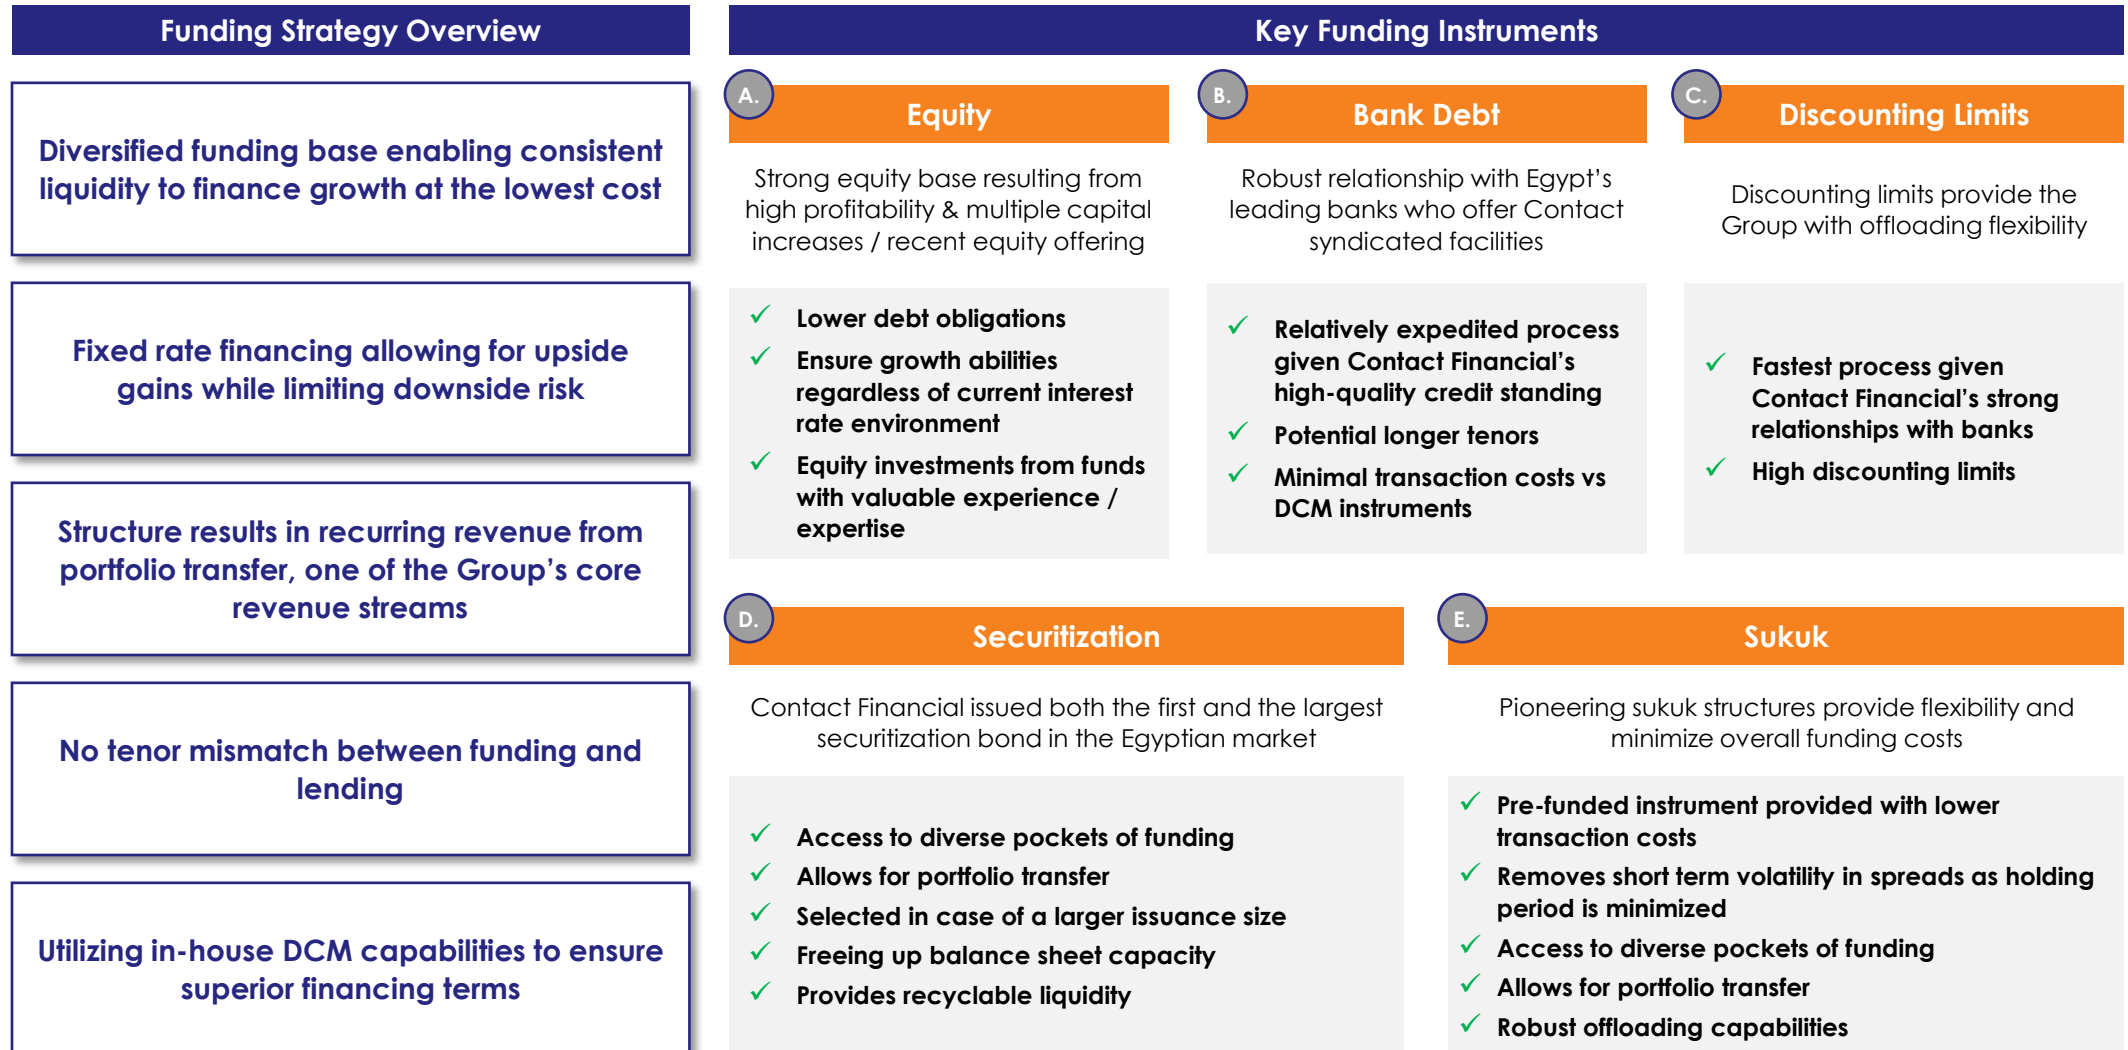 Funding Strategy Overview
Diversified funding base enabling consistent
liquidity to finance growth at the lowest cost
Fixed rate financing allowing for upside
gains while limiting downside risk
Structure results in recurring revenue from
portfolio transfer, one of the Group's core
revenue streams
No tenor mismatch between funding and
lending
Utilizing in-house DCM capabilities to ensure
superior financing terms
Key Funding Instruments
A.
Equity
Strong equity base resulting from
high profitability & multiple capital
increases / recent equity offering
✓ Lower debt obligations
✓ Ensure growth abilities
regardless of current interest
rate environment
✓ Equity investments from funds
with valuable experience /
expertise
B.
Bank Debt
Robust relationship with Egypt's
leading banks who offer Contact
syndicated facilities
✓ Relatively expedited process
given Contact Financial's
high-quality credit standing
✓ Potential longer tenors
✓ Minimal transaction costs vs
DCM instruments
C.
Discounting Limits
Discounting limits provide the
Group with offloading flexibility
✓ Fastest process given
Contact Financial's strong
relationships with banks
✓ High discounting limits
D.
Securitization
Contact Financial issued both the first and the largest
securitization bond in the Egyptian market
✓ Access to diverse pockets of funding
✓ Allows for portfolio transfer
✓ Selected in case of a larger issuance size
✓ Freeing up balance sheet capacity
✓ Provides recyclable liquidity
E.
Sukuk
Pioneering sukuk structures provide flexibility and
minimize overall funding costs
✓ Pre-funded instrument provided with lower
transaction costs
✓ Removes short term volatility in spreads as holding
period is minimized
✓ Access to diverse pockets of funding
✓ Allows for portfolio transfer
✓ Robust offloading capabilities